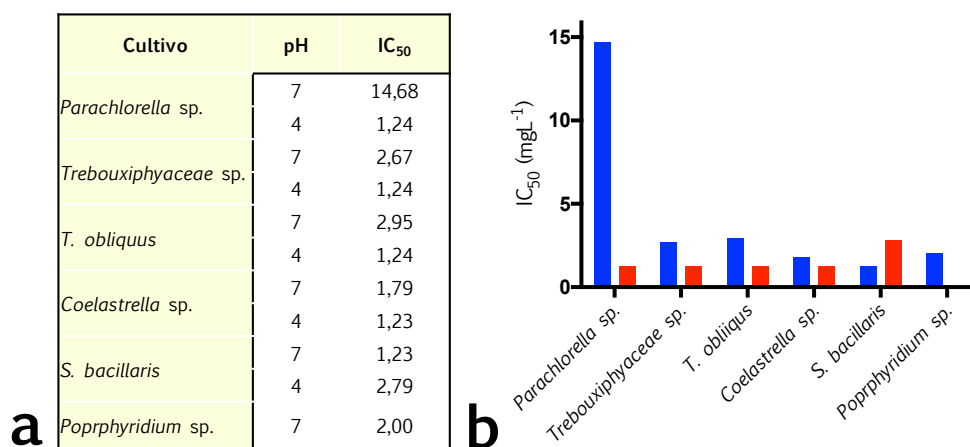 Cultivo pH IC50
Parachlorella sp. 7 14,68
4 1,24
Trebouxiphyaceae sp. 7 2,67
4 1,24
T. obliquus 7 2,95
4 1,24
Coelastrella sp. 7 1,79
4 1,23
S. bacillaris 7 1,23
4 2,79
Poprphyridium sp. 7 2,00
a
IC50 (mgL-1)
15
10
5
0
Parachlorella sp.
Trebouxiphyaceae sp.
T. obliiqus
Coelastrella sp.
S. bacillaris
Poprphyridium sp.
b